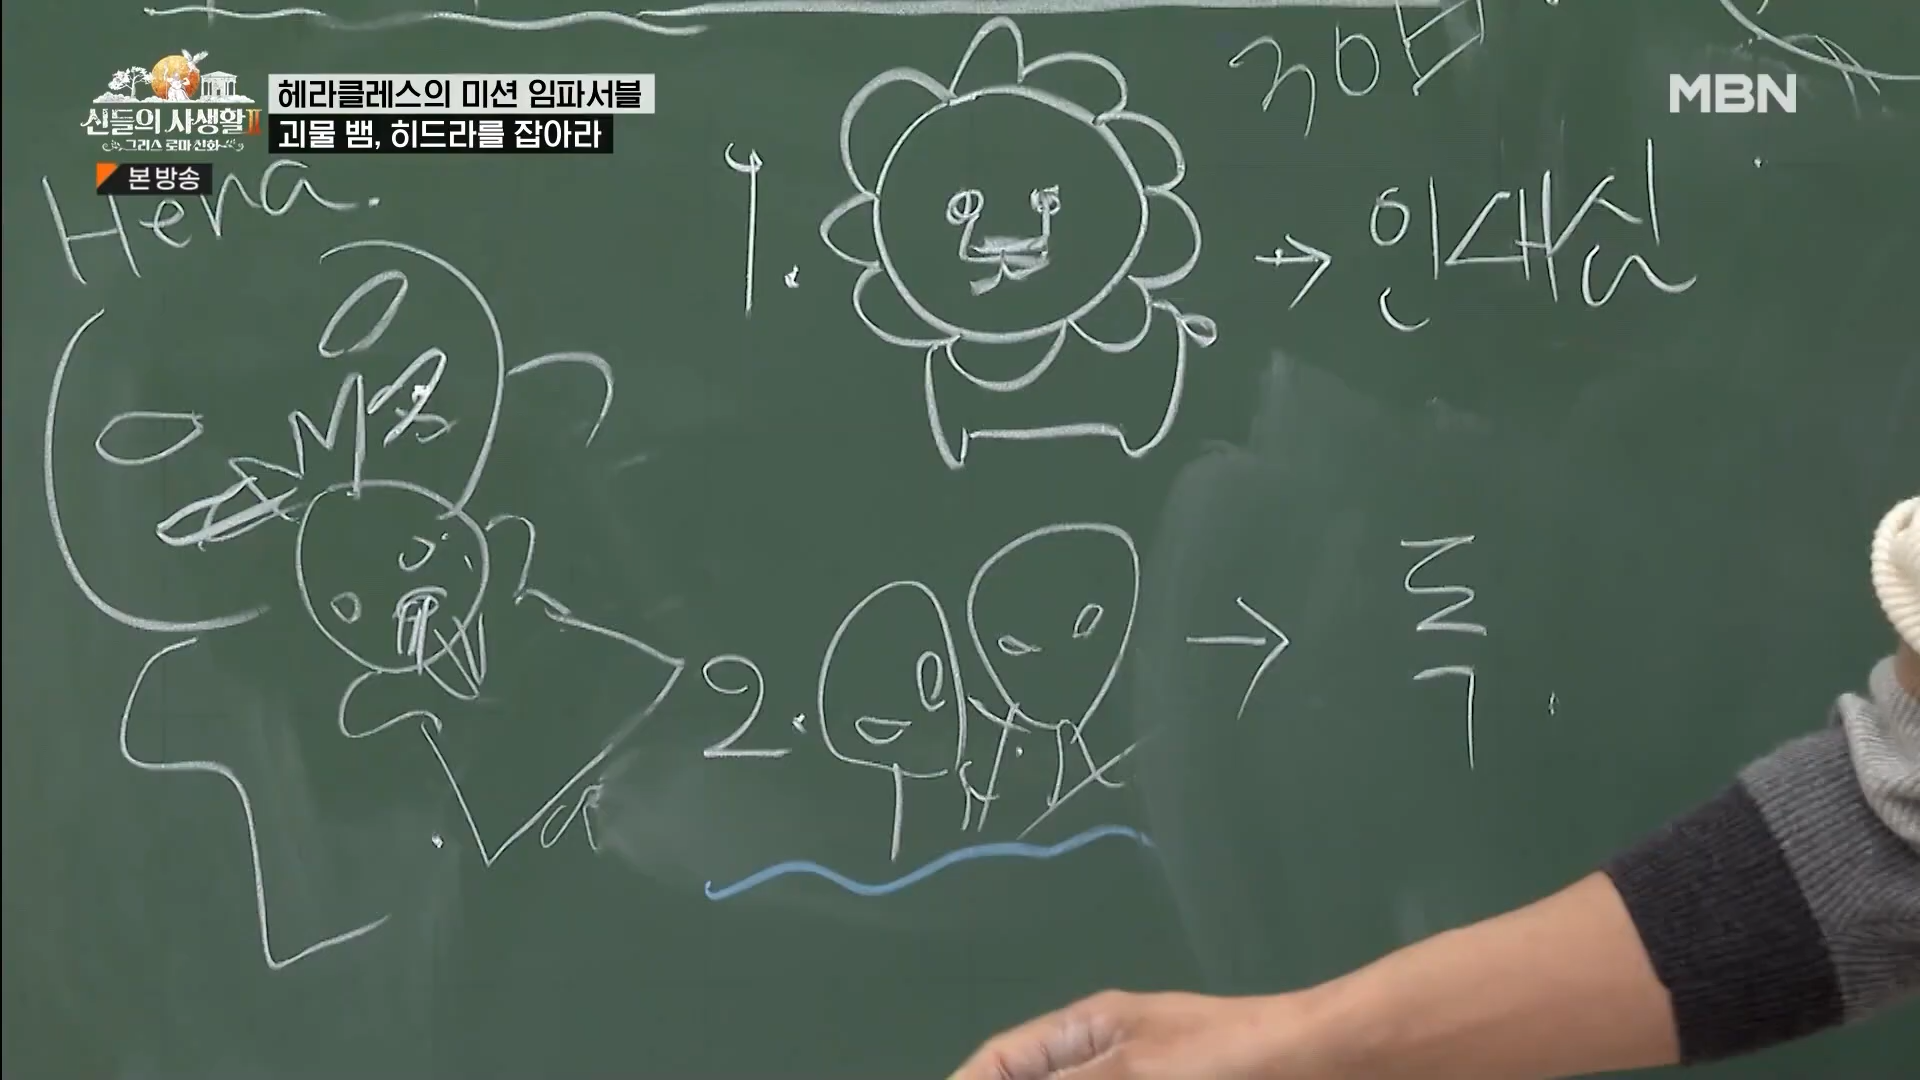 헤라클레스의 미션 임파서블
괴물 뱀, 히드라를 잡아라
MBN
신들의 사생활 II
그리스 로마 신화
본 방송
Hera.
30
1. → 인내심
2. → 독.